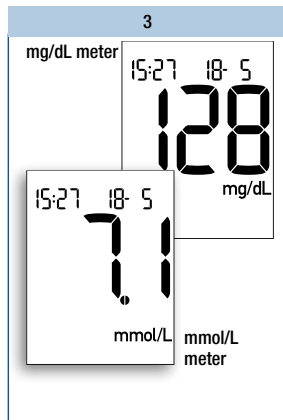 3
mg/dL meter
15:27 18- 5
128
mg/dL
15:27 18- 5
7.1
mmol/L
mmol/L
meter